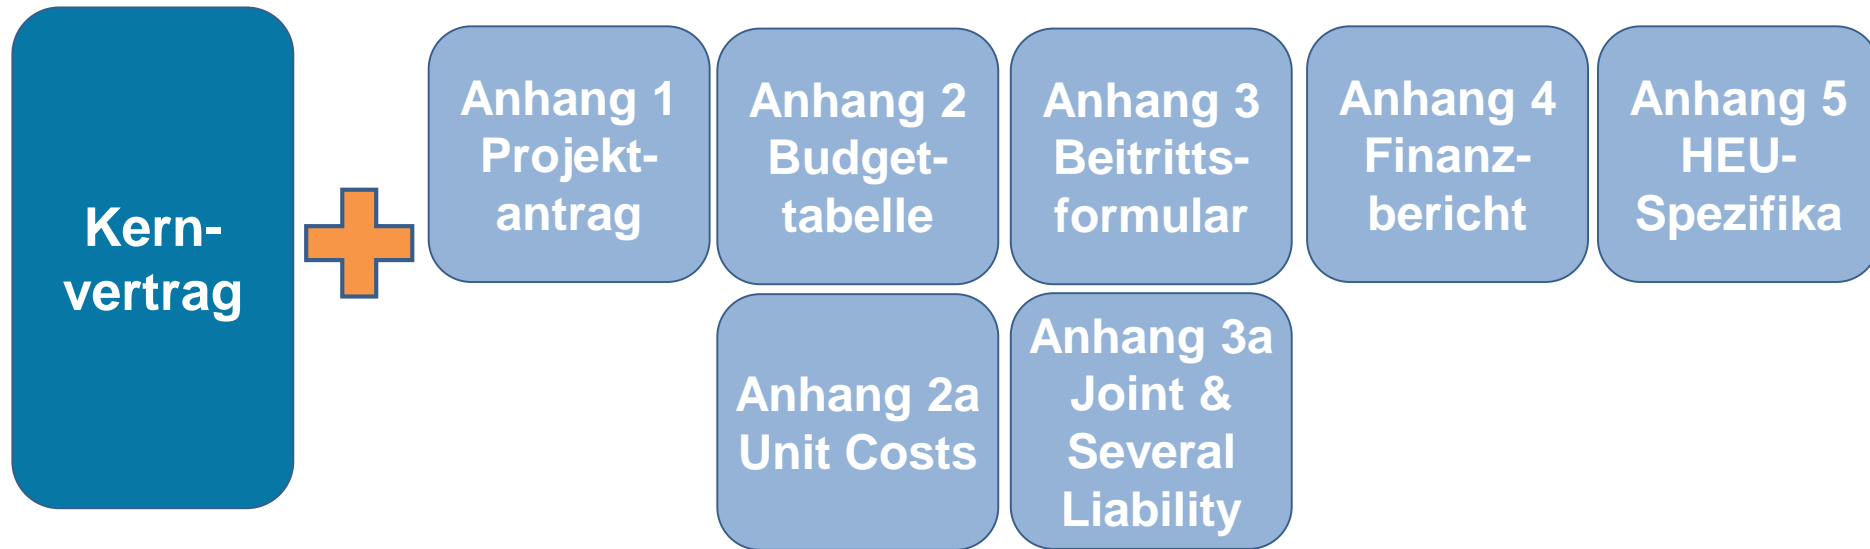 Kern-
vertrag
Anhang 1
Projekt-
antrag
Anhang 2
Budget-
tabelle
Anhang 3
Beitritts-
formular
Anhang 4
Finanz-
bericht
Anhang 5
HEU-
Spezifika
Anhang 2a
Unit Costs
Anhang 3a
Joint &
Several
Liability